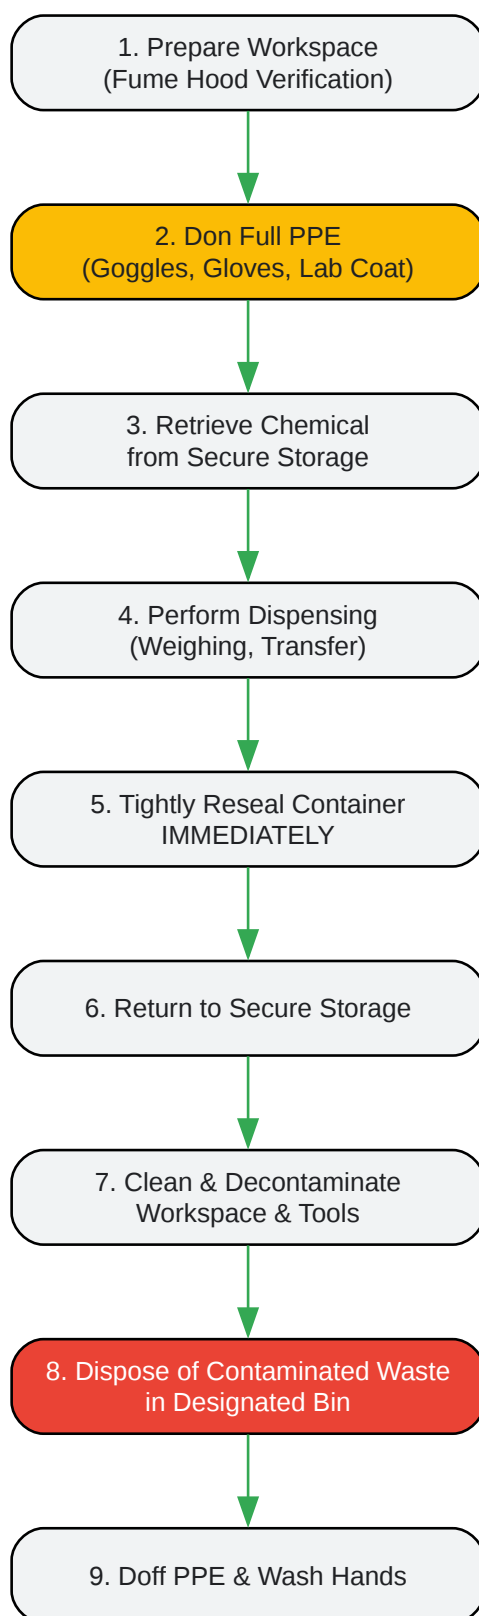 1. Prepare Workspace
(Fume Hood Verification)
2. Don Full PPE
(Goggles, Gloves, Lab Coat)
3. Retrieve Chemical
from Secure Storage
4. Perform Dispensing
(Weighing, Transfer)
5. Tightly Reseal Container
IMMEDIATELY
6. Return to Secure Storage
7. Clean & Decontaminate
Workspace & Tools
8. Dispose of Contaminated Waste
in Designated Bin
9. Doff PPE & Wash Hands